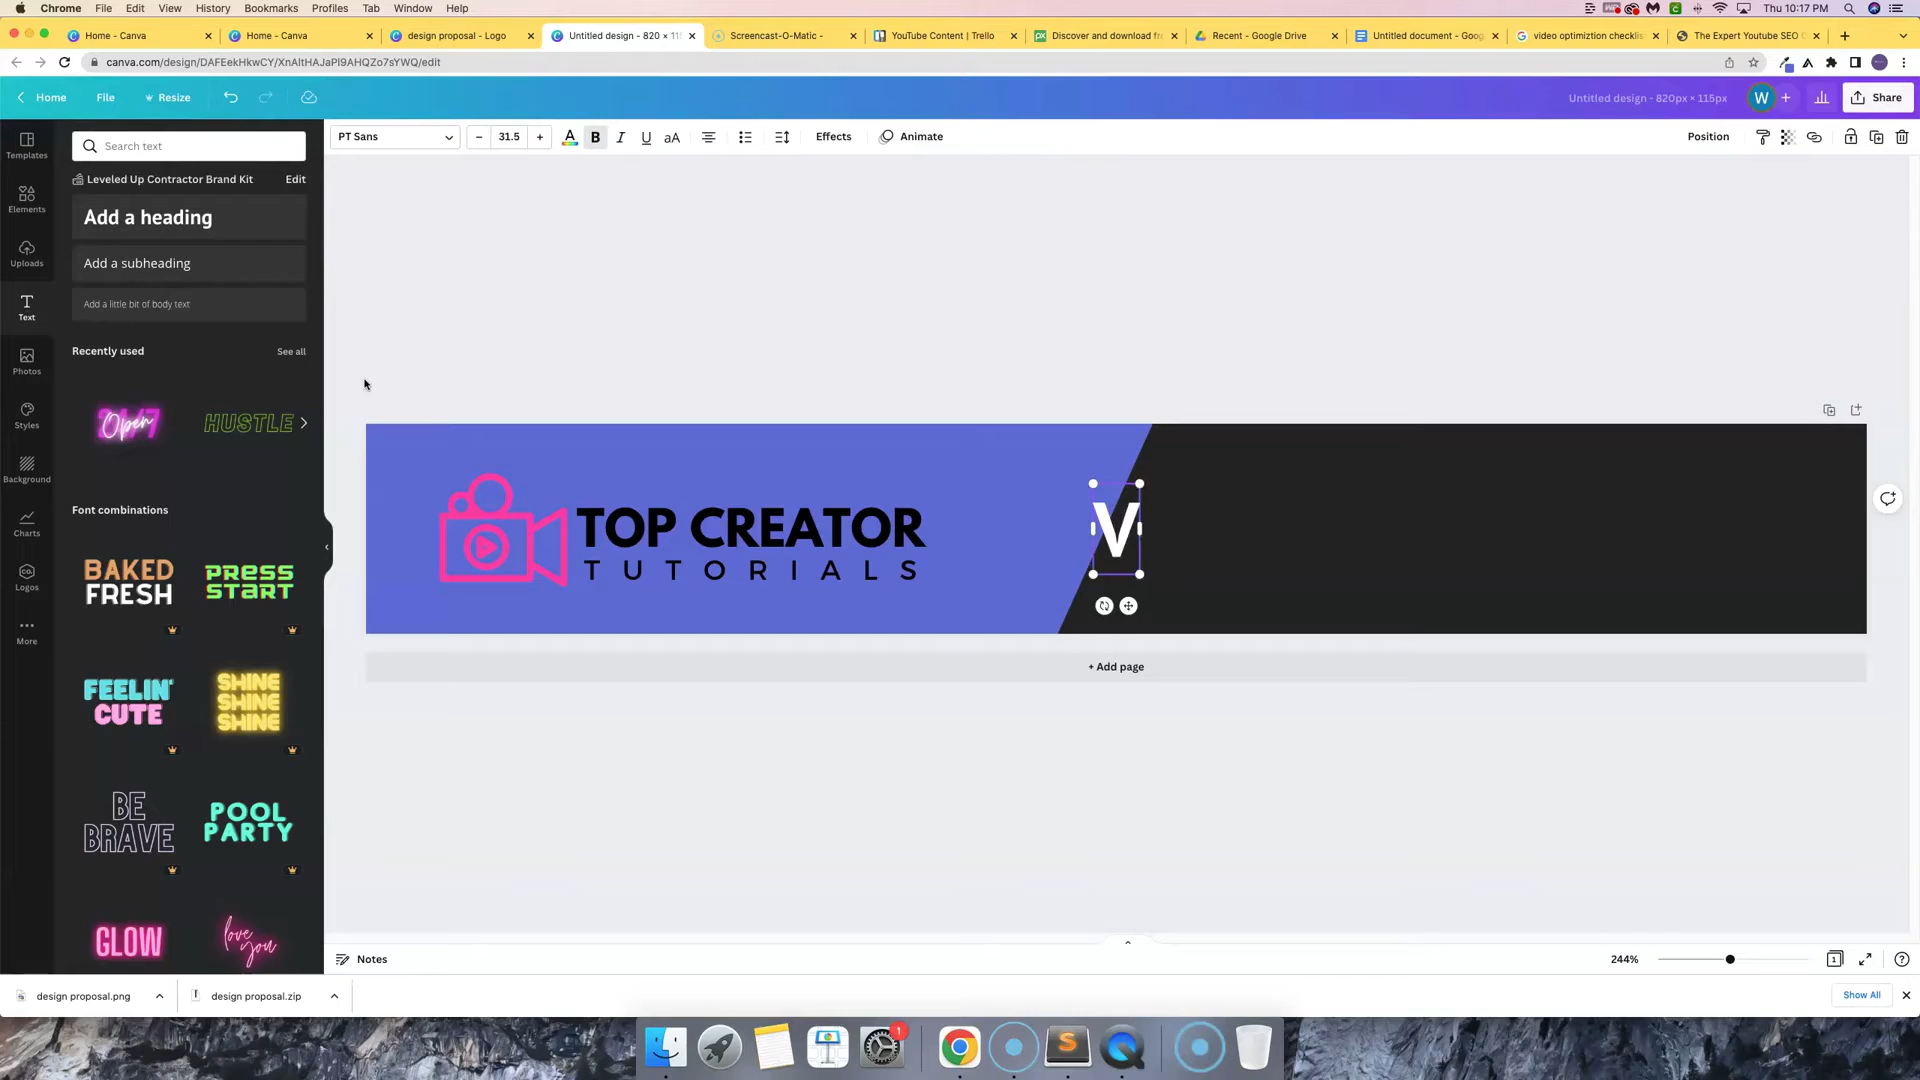 Chrome File Edit View History Bookmarks Profiles Tab Window Help Thu 10:17 PM
Home - Canva Home - Canva design proposal - Logo Untitled design - 820 × 11 Screencast-O-Matic - YouTube Content | Trello Discover and download fr Recent - Google Drive Untitled document - Goog video optimiztion checklis The Expert Youtube SEO C
canva.com/design/DAFEekHkwCY/XnAltHAJaPl9AHQZo7sYWQ/edit
Home File Resize Untitled design - 820px × 115px W Share
PT Sans 31.5 A B I U aA Effects Animate Position
Templates
Elements
Uploads
Text
Photos
Styles
Background
Charts
CO.
Logos
More
Search text
Leveled Up Contractor Brand Kit Edit
Add a heading
Add a subheading
Add a little bit of body text
Recently used See all
24/7 Open HUSTLE
Font combinations
BAKED FRESH
PRESS START
FEELIN' CUTE
SHINE SHINE SHINE
BE BRAVE
POOL PARTY
GLOW
love you
TOP CREATOR
TUTORIALS
V
+ Add page
Notes 244% 1
design proposal.png design proposal.zip Show All
1